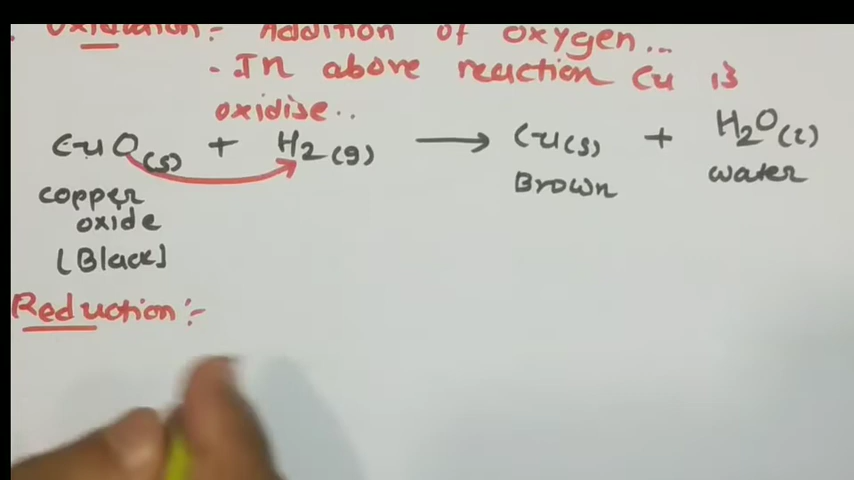 Oxidation:- Addition of oxygen...
- In above reaction Cu is
oxidise..
CuO(s) + H2(g) → Cu(s) + H2O(l)
copper Brown water
oxide
[Black]
Reduction:-